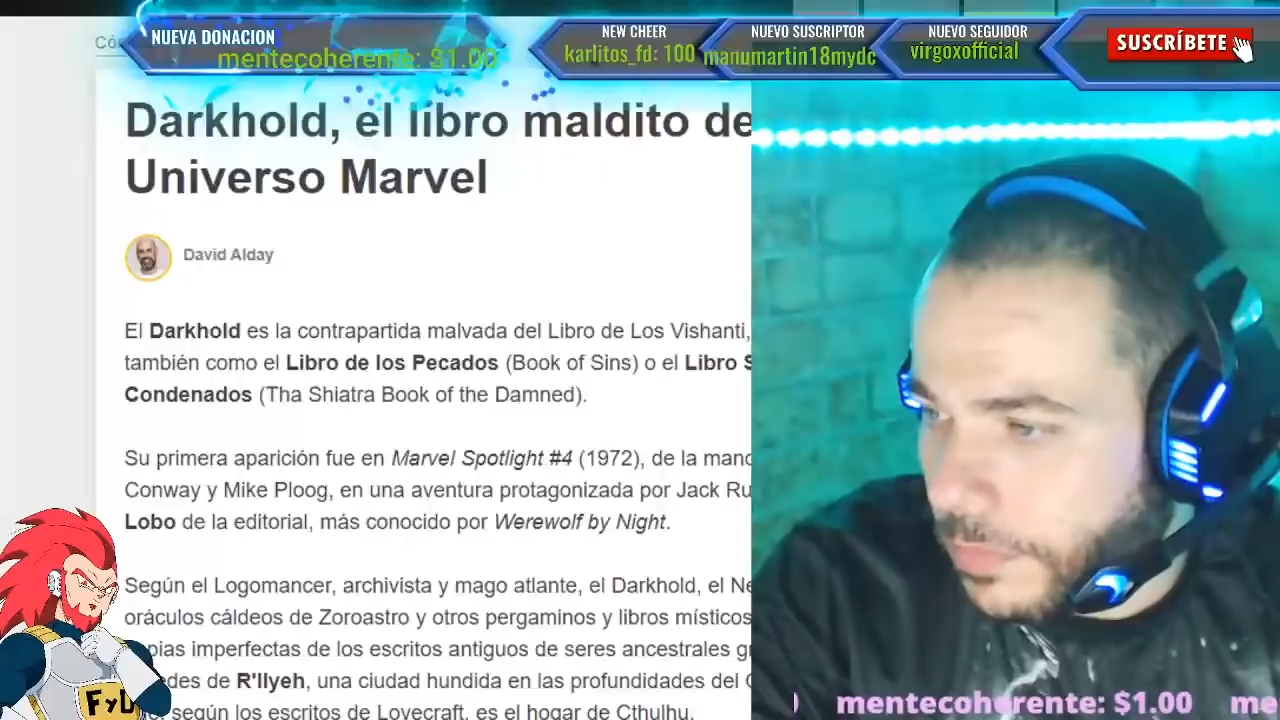 NUEVA DONACION
mentecoherente: $1.00
NEW CHEER
karlitos_fd: 100
NUEVO SUSCRIPTOR
manumartin18mydc
NUEVO SEGUIDOR
virgoxofficial
SUSCRÍBETE
Darkhold, el libro maldito de
Universo Marvel
David Alday
El Darkhold es la contrapartida malvada del Libro de Los Vishanti,
también como el Libro de los Pecados (Book of Sins) o el Libro S
Condenados (Tha Shiatra Book of the Damned).
Su primera aparición fue en Marvel Spotlight #4 (1972), de la mano
Conway y Mike Ploog, en una aventura protagonizada por Jack Ru
Lobo de la editorial, más conocido por Werewolf by Night.
Según el Logomancer, archivista y mago atlante, el Darkhold, el Ne
oráculos cáldeos de Zoroastro y otros pergaminos y libros místicos
pias imperfectas de los escritos antiguos de seres ancestrales g
edes de R'llyeh, una ciudad hundida en las profundidades del
según los escritos de Lovecraft, es el hogar de Cthulhu.
FyD
mentecoherente: $1.00 me